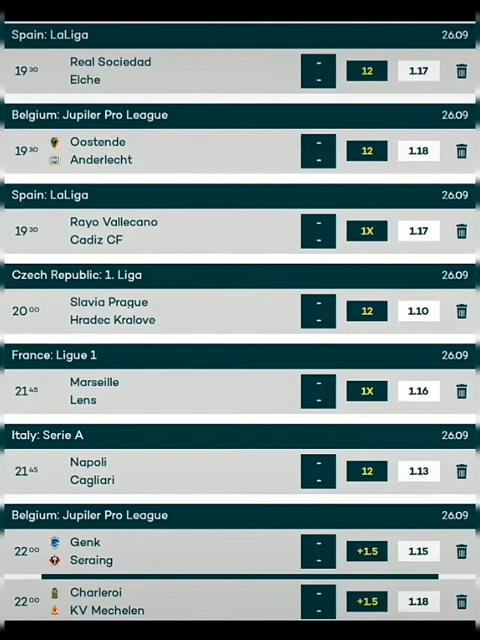 Spain: LaLiga 26.09
19 30 Real Sociedad - 12 1.17
Elche -
Belgium: Jupiler Pro League 26.09
19 30 Oostende - 12 1.18
Anderlecht -
Spain: LaLiga 26.09
19 30 Rayo Vallecano - 1X 1.17
Cadiz CF -
Czech Republic: 1. Liga 26.09
20 00 Slavia Prague - 12 1.10
Hradec Kralove -
France: Ligue 1 26.09
21 45 Marseille - 1X 1.16
Lens -
Italy: Serie A 26.09
21 45 Napoli - 12 1.13
Cagliari -
Belgium: Jupiler Pro League 26.09
22 00 Genk - +1.5 1.15
Seraing -
22 00 Charleroi - +1.5 1.18
KV Mechelen -